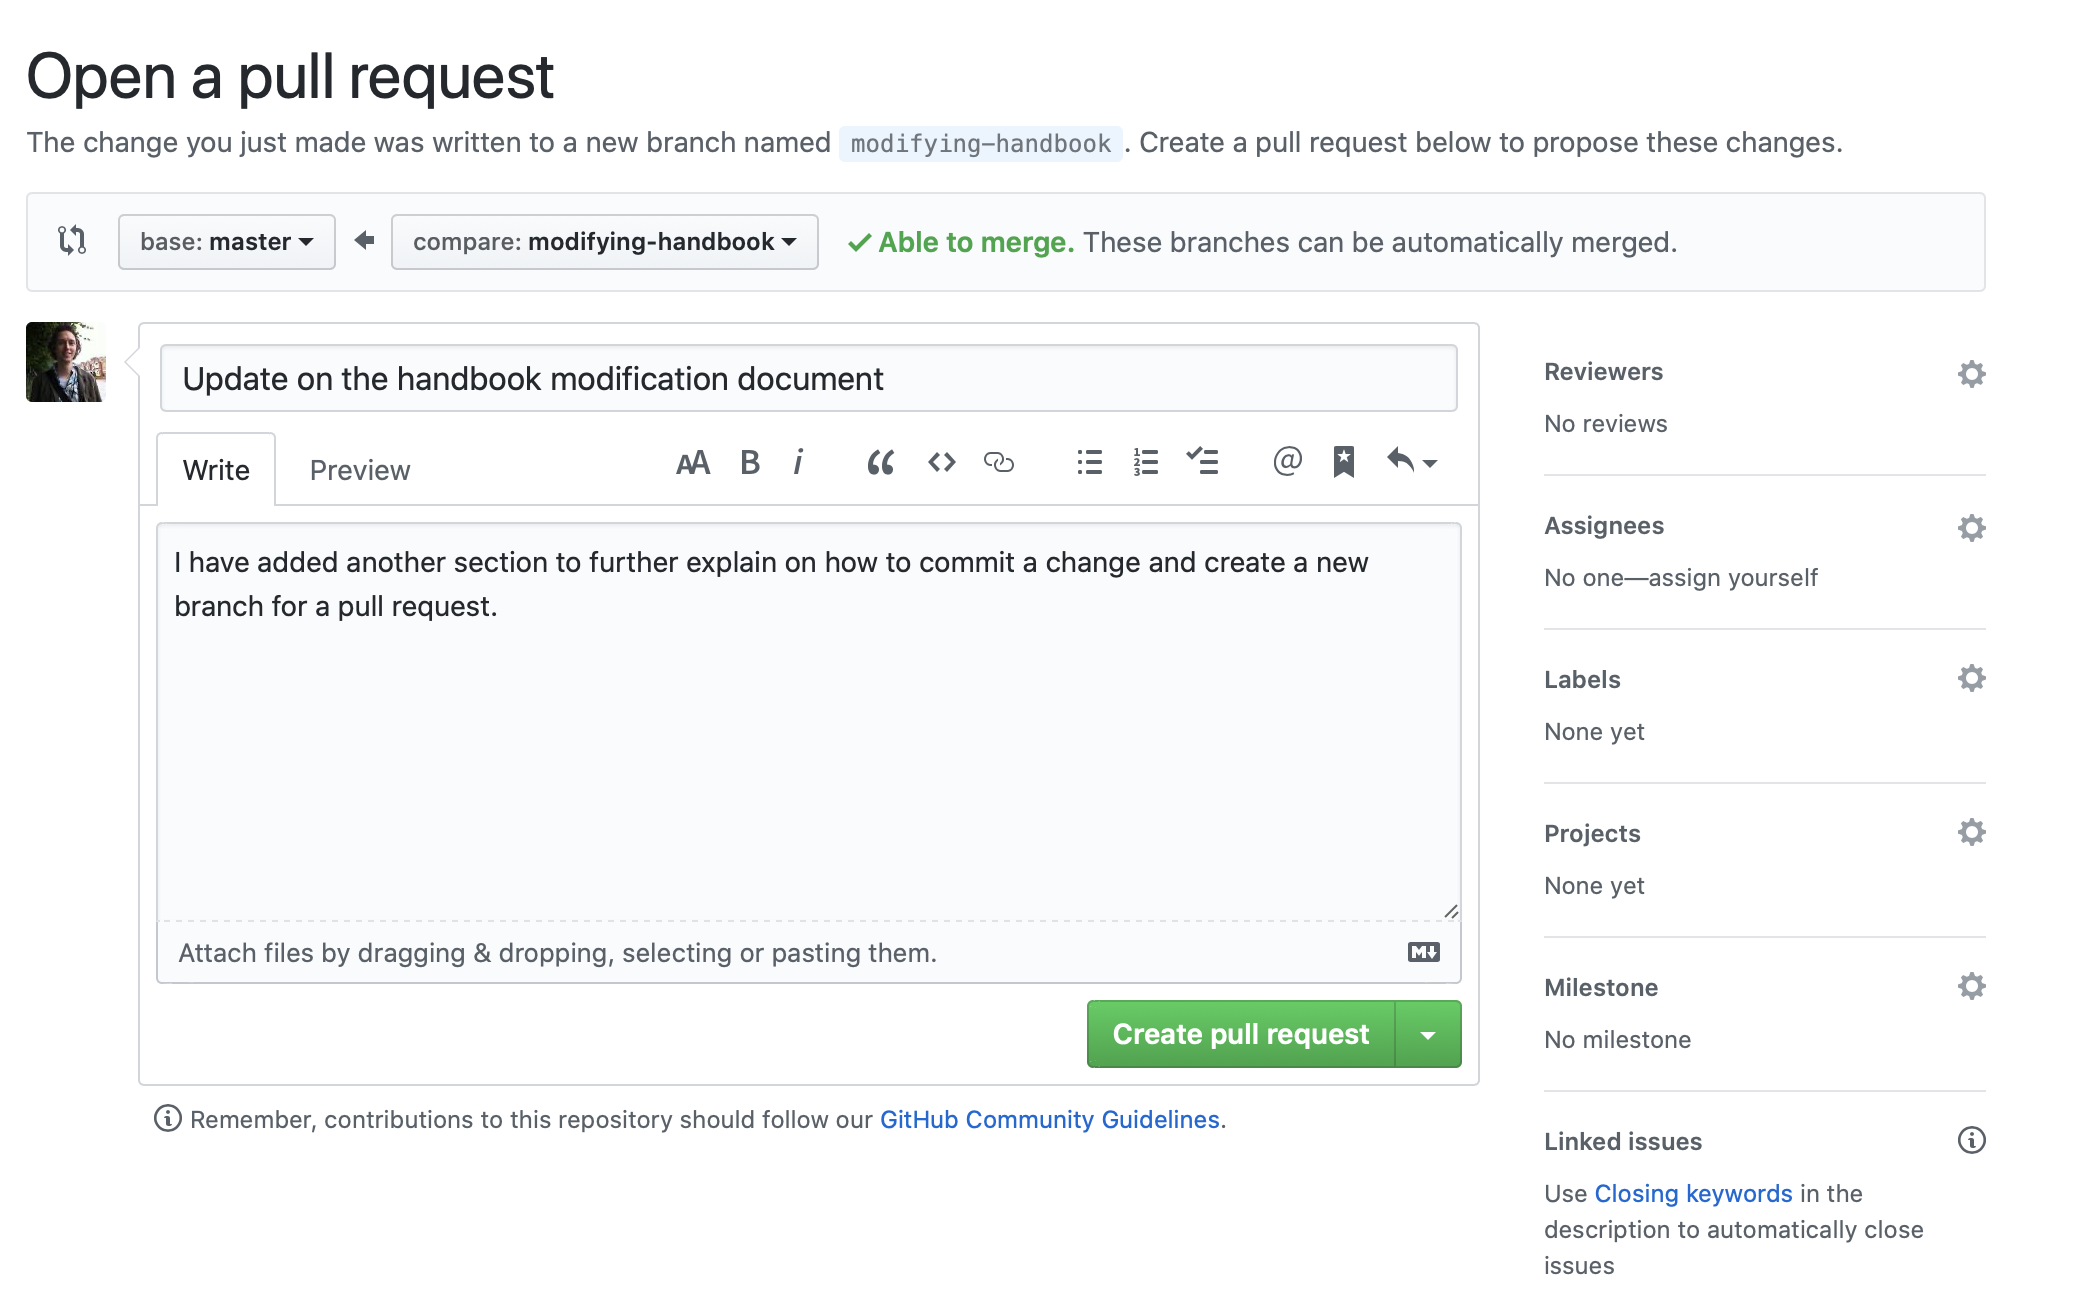 Open a pull request
The change you just made was written to a new branch named modifying-handbook. Create a pull request below to propose these changes.
base: master compare: modifying-handbook Able to merge. These branches can be automatically merged.
Update on the handbook modification document
Write Preview AA B i “ <> @
I have added another section to further explain on how to commit a change and create a new
branch for a pull request.
Attach files by dragging & dropping, selecting or pasting them. M↓
Create pull request
Remember, contributions to this repository should follow our GitHub Community Guidelines.
Reviewers
No reviews
Assignees
No one—assign yourself
Labels
None yet
Projects
None yet
Milestone
No milestone
Linked issues
Use Closing keywords in the
description to automatically close
issues